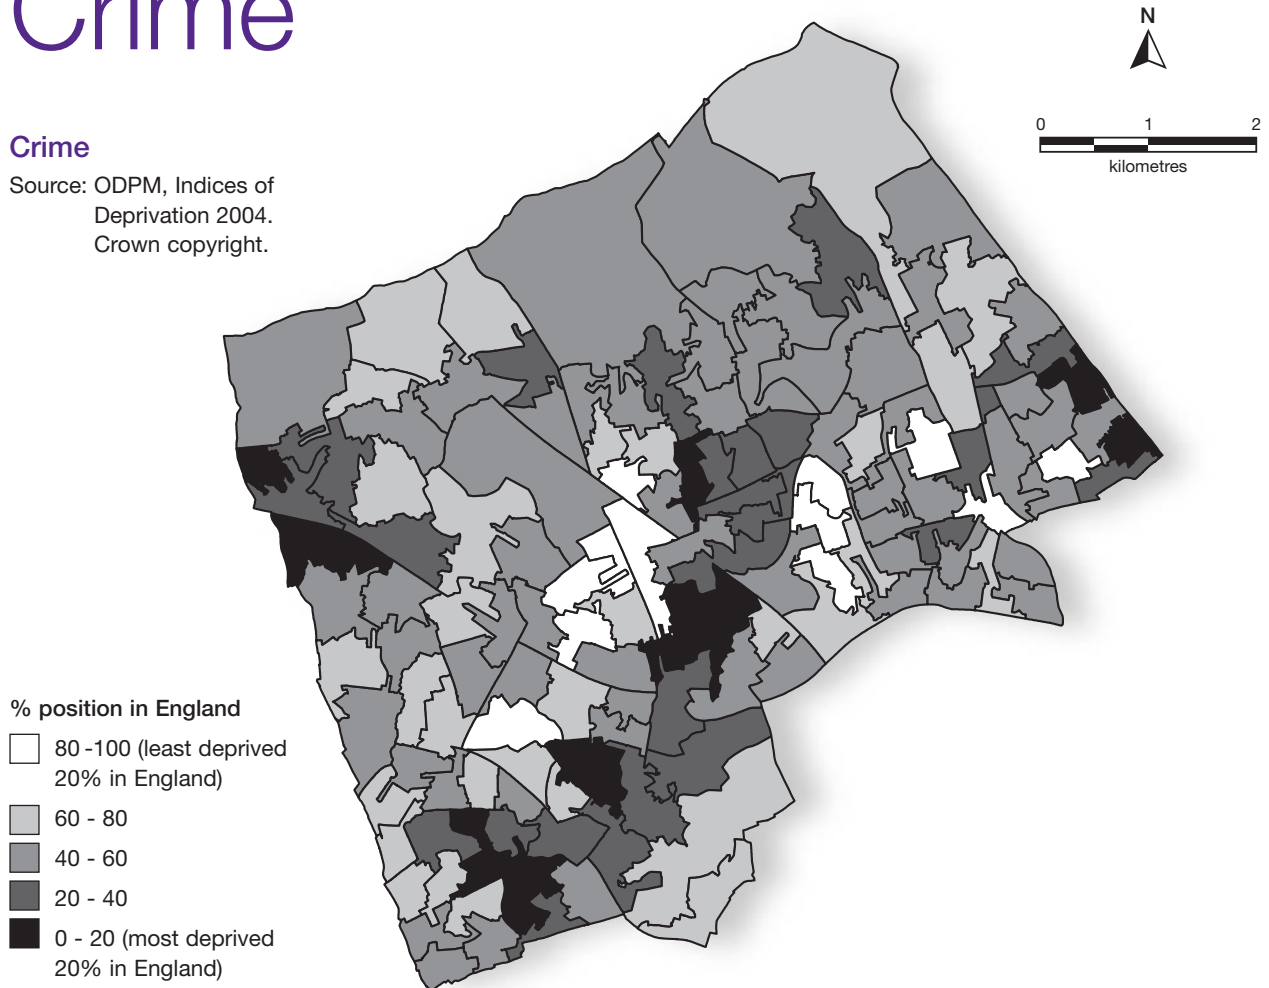 Crime
Crime
Source: ODPM, Indices of
Deprivation 2004.
Crown copyright.
N
0 1 2
kilometres
% position in England
80 -100 (least deprived
20% in England)
60 - 80
40 - 60
20 - 40
0 - 20 (most deprived
20% in England)